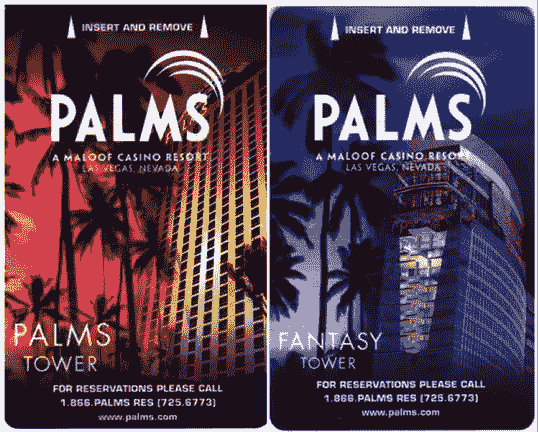 INSERT AND REMOVE
PALMS
A MALOOF CASINO RESORT
LAS VEGAS, NEVADA
PALMS
TOWER
FOR RESERVATIONS PLEASE CALL
1.866.PALMS RES (725.6773)
www.palms.com
INSERT AND REMOVE
PALMS
A MALOOF CASINO RESORT
LAS VEGAS, NEVADA
FANTASY
TOWER
FOR RESERVATIONS PLEASE CALL
1.866.PALMS RES (725.6773)
www.palms.com